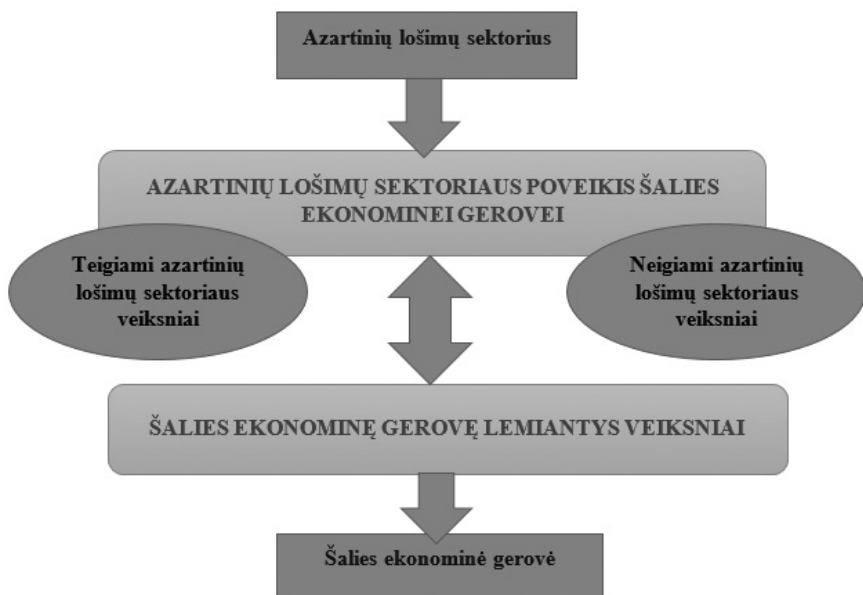 Azartinių lošimų sektorius
AZARTINIŲ LOŠIMŲ SEKTORIAUS POVEIKIS ŠALIES
EKONOMINEI GEROVEI
Teigiami azartinių
lošimų sektoriaus
veiksniai
Neigiami azartinių
lošimų sektoriaus
veiksniai
ŠALIES EKONOMINĘ GEROVĘ LEMIANTYS VEIKSNIAI
Šalies ekonominė gerovė